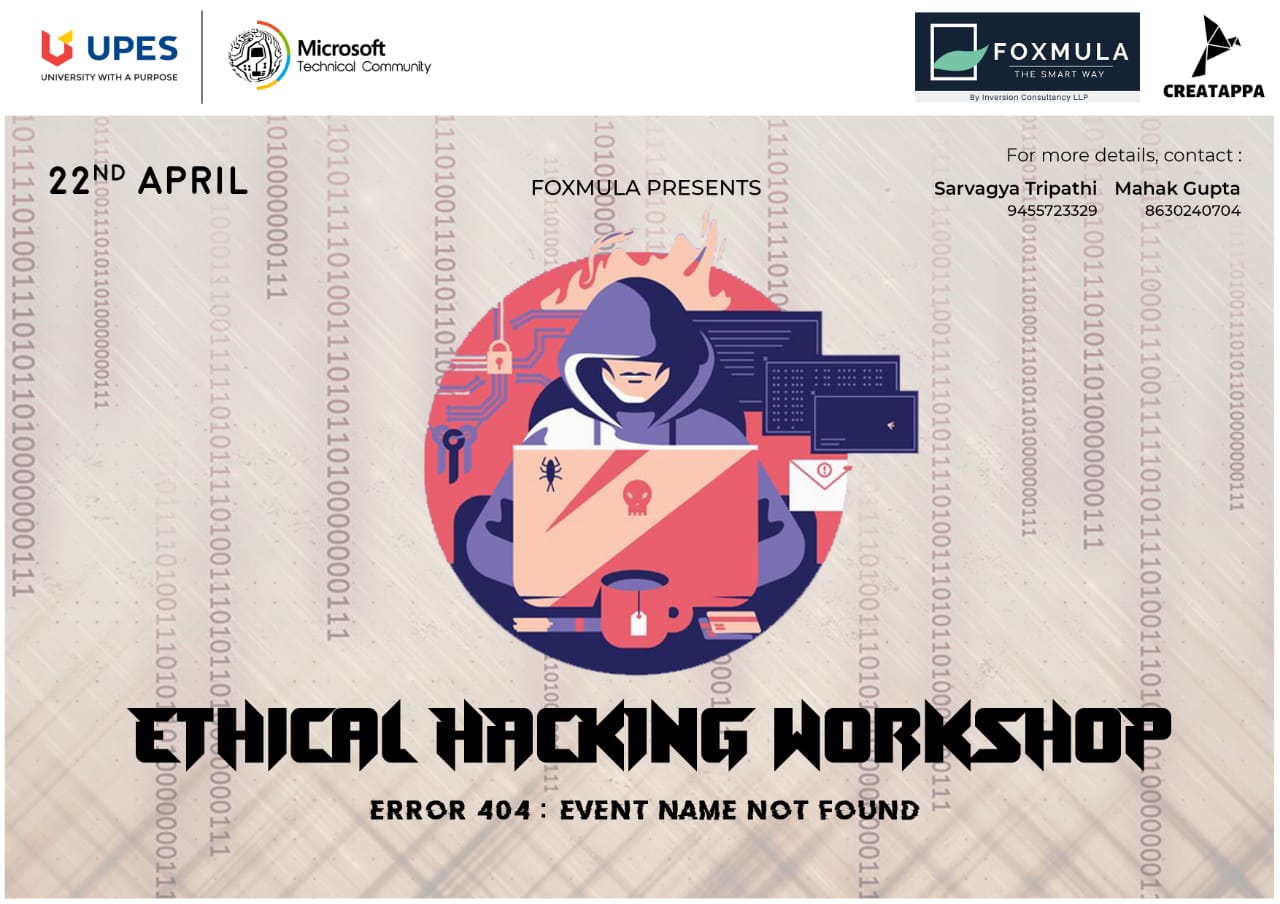 UPES
UNIVERSITY WITH A PURPOSE
Microsoft
Technical Community
FOXMULA
THE SMART WAY
By Inversion Consultancy LLP
CREATAPPA
22ND APRIL
FOXMULA PRESENTS
For more details, contact :
Sarvagya Tripathi Mahak Gupta
9455723329 8630240704
ETHICAL HACKING WORKSHOP
ERROR 404 : EVENT NAME NOT FOUND